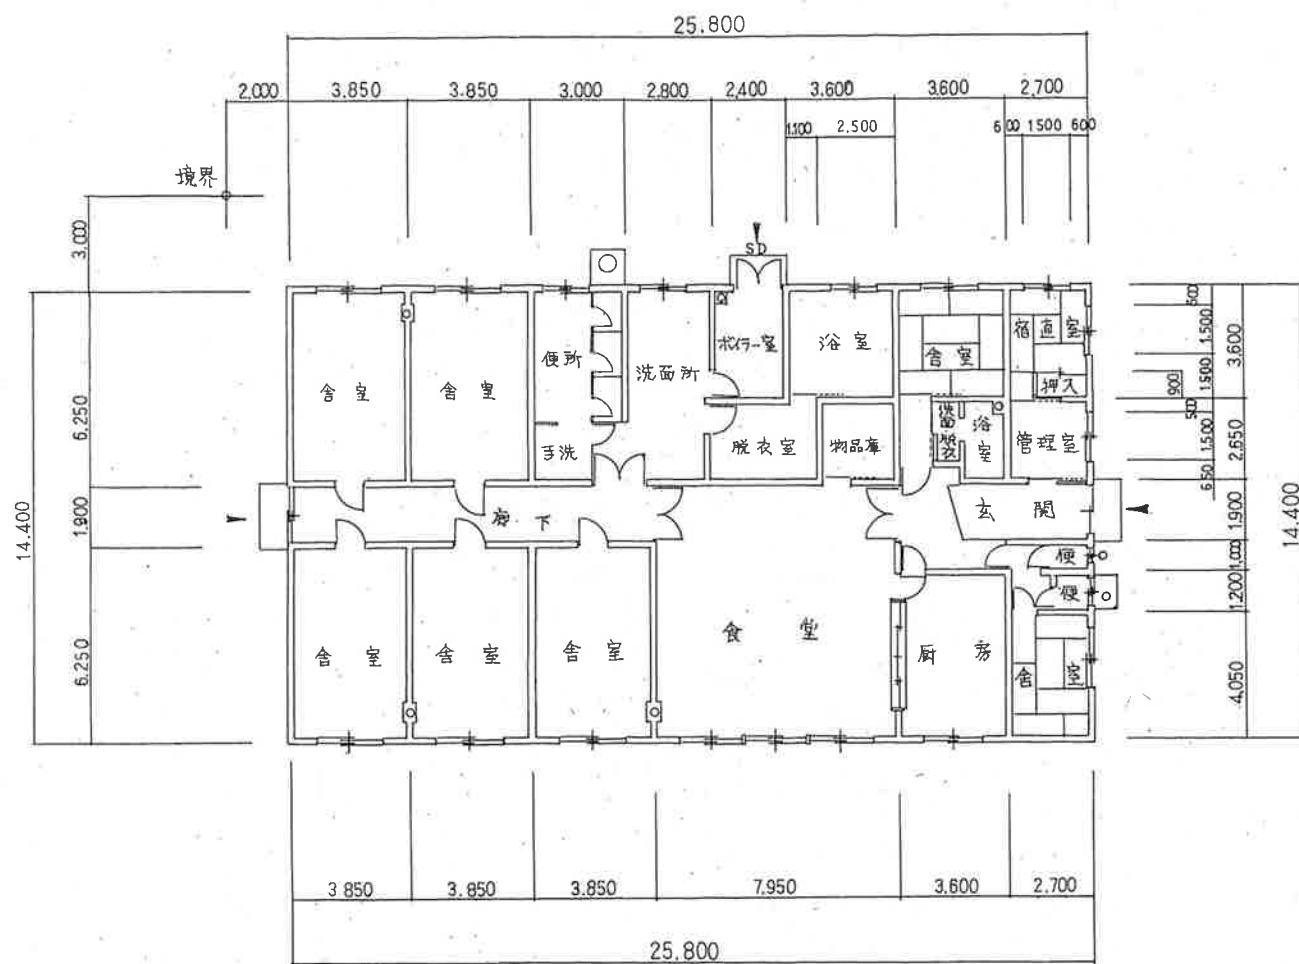 25.800
2,000 3.850 3.850 3.000 2,800 2,400 3.600 3.600 2,700
1.100 2.500 600 1500 600
境界
3.000
SD
14.400
6,250
1.900
6.250
舎室
舎室
便所
手洗
洗面所
ボイラー室
浴室
舎室
宿直室
押入
脱衣室
物品庫
洗面脱衣
浴室
管理室
廊下
玄関
便
便
舎室
舎室
舎室
食堂
厨房
舎室
500
1.500
1.500
900
500
1.500
650
3.600
2.650
1,900
1,000
1.200
4,050
14.400
3 850 3.850 3.850 7.950 3.600 2.700
25.800